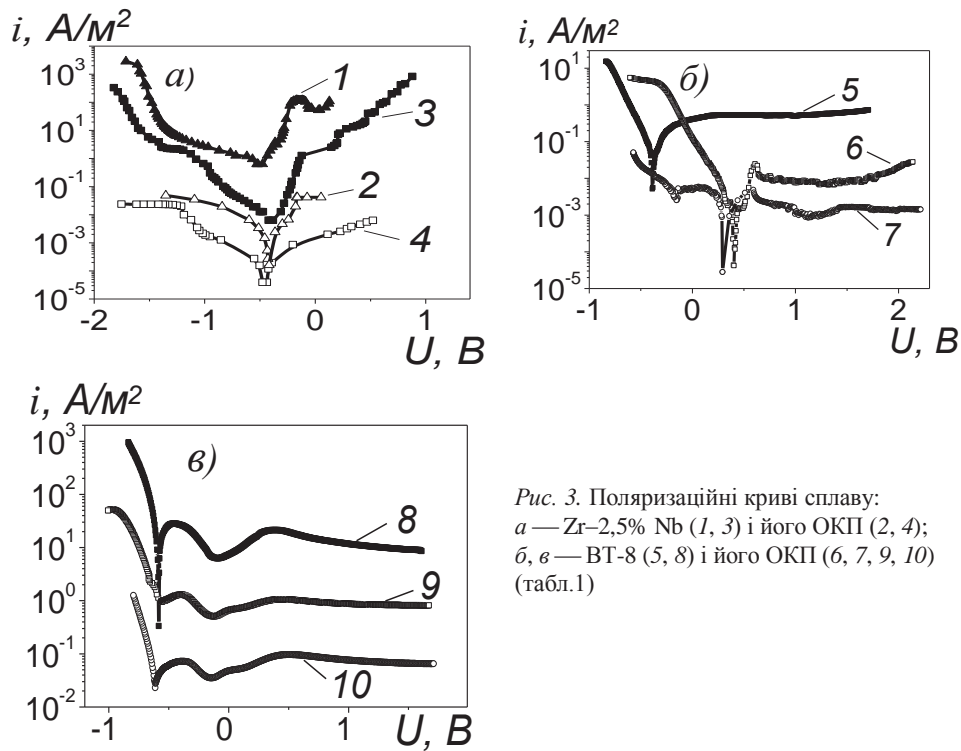 i, А/м²
а)
10³
10¹
10⁻¹
10⁻³
10⁻⁵
-2
-1
0
1
U, В
1
3
2
4
i, А/м²
б)
10¹
10⁻¹
10⁻³
10⁻⁵
-1
0
1
2
U, В
5
6
7
i, А/м²
в)
10³
10²
10¹
10⁰
10⁻¹
10⁻²
-1
0
1
U, В
8
9
10
Рис. 3. Поляризаційні криві сплаву:
а — Zr–2,5% Nb (1, 3) і його ОКП (2, 4);
б, в — ВТ-8 (5, 8) і його ОКП (6, 7, 9, 10)
(табл.1)